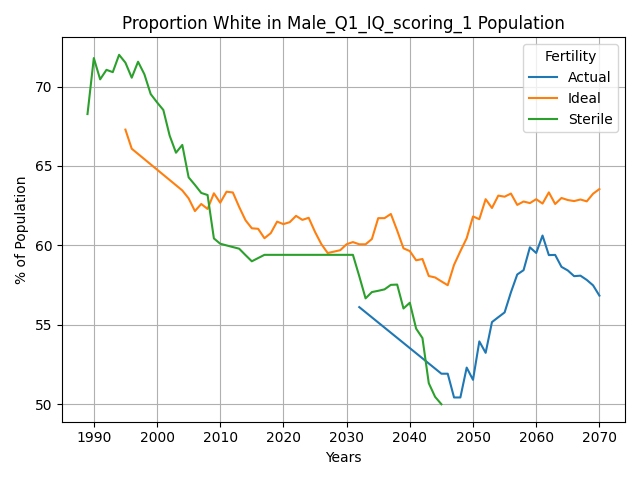 Proportion White in Male_Q1_IQ_scoring_1 Population
Fertility
Actual
Ideal
Sterile
% of Population
70
65
60
55
50
1990 2000 2010 2020 2030 2040 2050 2060 2070
Years